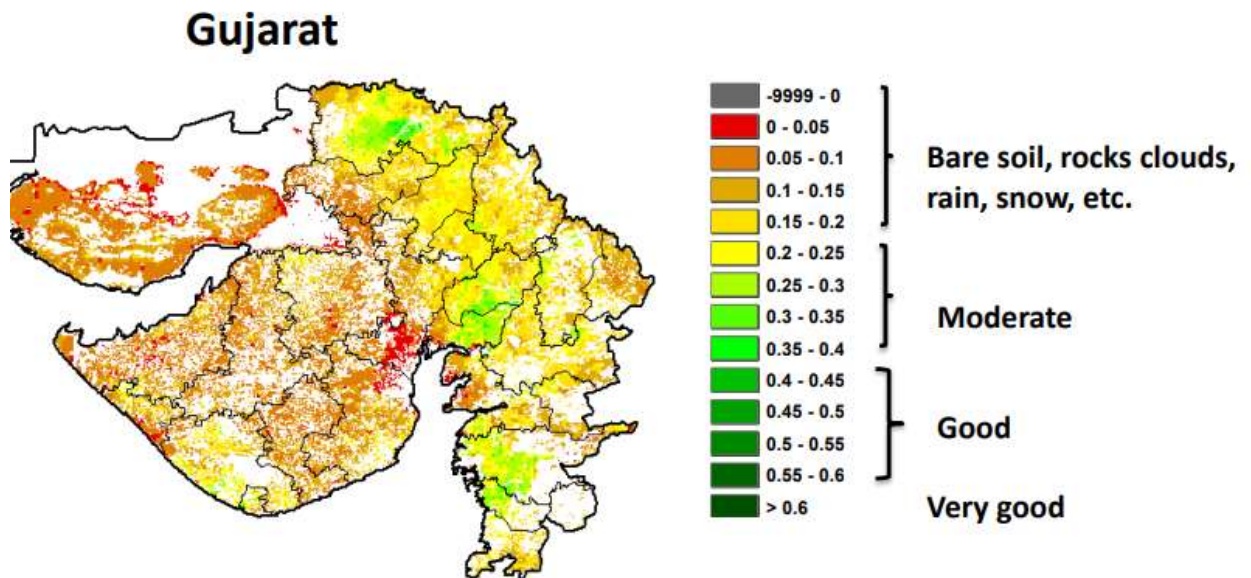 Gujarat
-9999 - 0
0 - 0.05
0.05 - 0.1
0.1 - 0.15
0.15 - 0.2
0.2 - 0.25
0.25 - 0.3
0.3 - 0.35
0.35 - 0.4
0.4 - 0.45
0.45 - 0.5
0.5 - 0.55
0.55 - 0.6
> 0.6
Bare soil, rocks clouds,
rain, snow, etc.
Moderate
Good
Very good